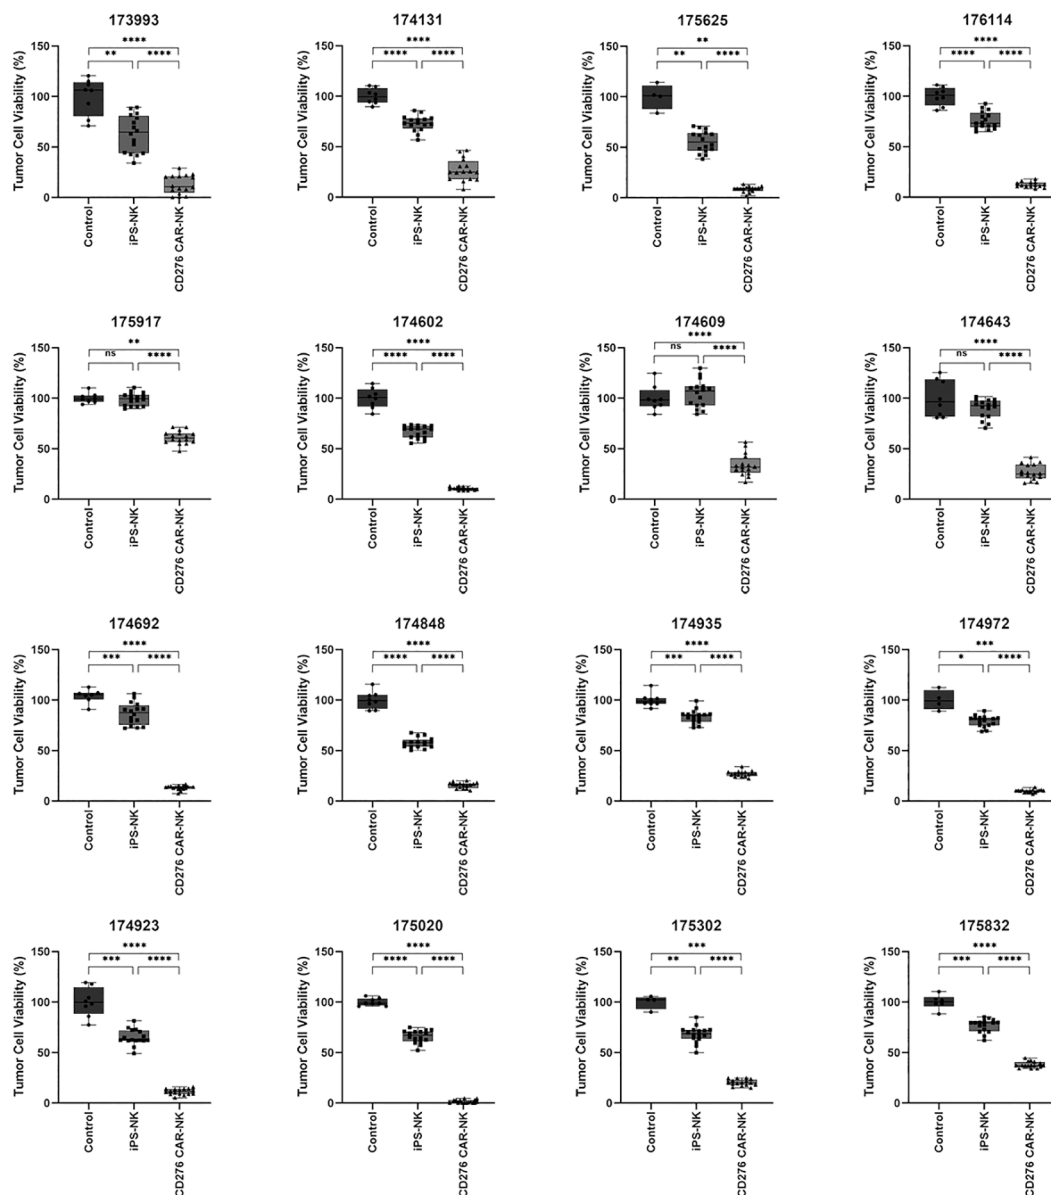 173993
****
** ****
Tumor Cell Viability (%)
150
100
50
0
Control
iPS-NK
CD276 CAR-NK
174131
****
**** ****
Tumor Cell Viability (%)
150
100
50
0
Control
iPS-NK
CD276 CAR-NK
175625
**
** ****
Tumor Cell Viability (%)
150
100
50
0
Control
iPS-NK
CD276 CAR-NK
176114
****
**** ****
Tumor Cell Viability (%)
150
100
50
0
Control
iPS-NK
CD276 CAR-NK
175917
**
ns ****
Tumor Cell Viability (%)
150
100
50
0
Control
iPS-NK
CD276 CAR-NK
174602
****
**** ****
Tumor Cell Viability (%)
150
100
50
0
Control
iPS-NK
CD276 CAR-NK
174609
****
ns ****
Tumor Cell Viability (%)
150
100
50
0
Control
iPS-NK
CD276 CAR-NK
174643
****
ns ****
Tumor Cell Viability (%)
150
100
50
0
Control
iPS-NK
CD276 CAR-NK
174692
****
*** ****
Tumor Cell Viability (%)
150
100
50
0
Control
iPS-NK
CD276 CAR-NK
174848
****
**** ****
Tumor Cell Viability (%)
150
100
50
0
Control
iPS-NK
CD276 CAR-NK
174935
****
*** ****
Tumor Cell Viability (%)
150
100
50
0
Control
iPS-NK
CD276 CAR-NK
174972
***
* ****
Tumor Cell Viability (%)
150
100
50
0
Control
iPS-NK
CD276 CAR-NK
174923
****
*** ****
Tumor Cell Viability (%)
150
100
50
0
Control
iPS-NK
CD276 CAR-NK
175020
****
**** ****
Tumor Cell Viability (%)
150
100
50
0
Control
iPS-NK
CD276 CAR-NK
175302
***
** ****
Tumor Cell Viability (%)
150
100
50
0
Control
iPS-NK
CD276 CAR-NK
175832
****
*** ****
Tumor Cell Viability (%)
150
100
50
0
Control
iPS-NK
CD276 CAR-NK